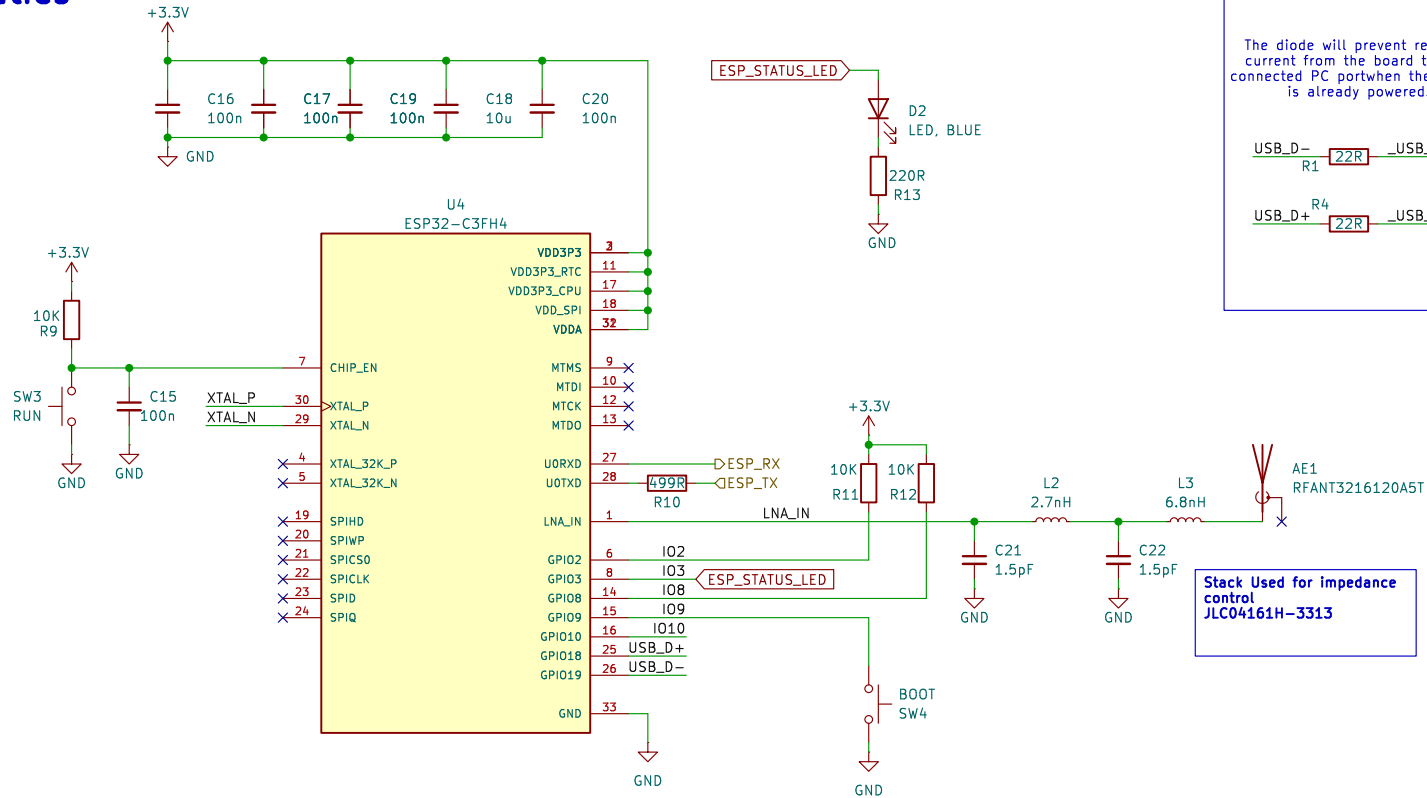 +3.3V
C16
100n
C17
100n
C19
100n
C18
10u
C20
100n
GND
ESP_STATUS_LED
D2
LED, BLUE
220R
R13
GND
The diode will prevent re
current from the board t
connected PC portwhen the
is already powered.
USB_D-
22R
R1
_USB_
R4
USB_D+
22R
_USB_
U4
ESP32-C3FH4
VDD3P3
VDD3P3_RTC 11
VDD3P3_CPU 17
VDD_SPI 18
VDDA
+3.3V
10K
R9
7 CHIP_EN
SW3
RUN
C15
100n
GND
GND
XTAL_P 30 XTAL_P
XTAL_N 29 XTAL_N
4 XTAL_32K_P
5 XTAL_32K_N
19 SPIHD
20 SPIWP
21 SPICS0
22 SPICLK
23 SPID
24 SPIQ
MTMS 9
MTDI 10
MTCK 12
MTDO 13
U0RXD 27 ESP_RX
U0TXD 28 499R ESP_TX
R10
LNA_IN 1 LNA_IN
GPIO2 6 IO2
GPIO3 8 IO3 ESP_STATUS_LED
GPIO8 14 IO8
GPIO9 15 IO9
GPIO10 16 IO10
GPIO18 25 USB_D+
GPIO19 26 USB_D-
GND 33
GND
+3.3V
10K
R11
10K
R12
BOOT
SW4
GND
L2
2.7nH
L3
6.8nH
AE1
RFANT3216120A5T
C21
1.5pF
GND
C22
1.5pF
GND
Stack Used for impedance
control
JLC04161H-3313